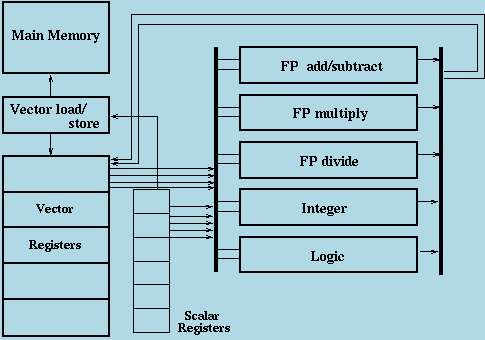 Main Memory
Vector load/
store
Vector
Registers
Scalar
Registers
FP add/subtract
FP multiply
FP divide
Integer
Logic